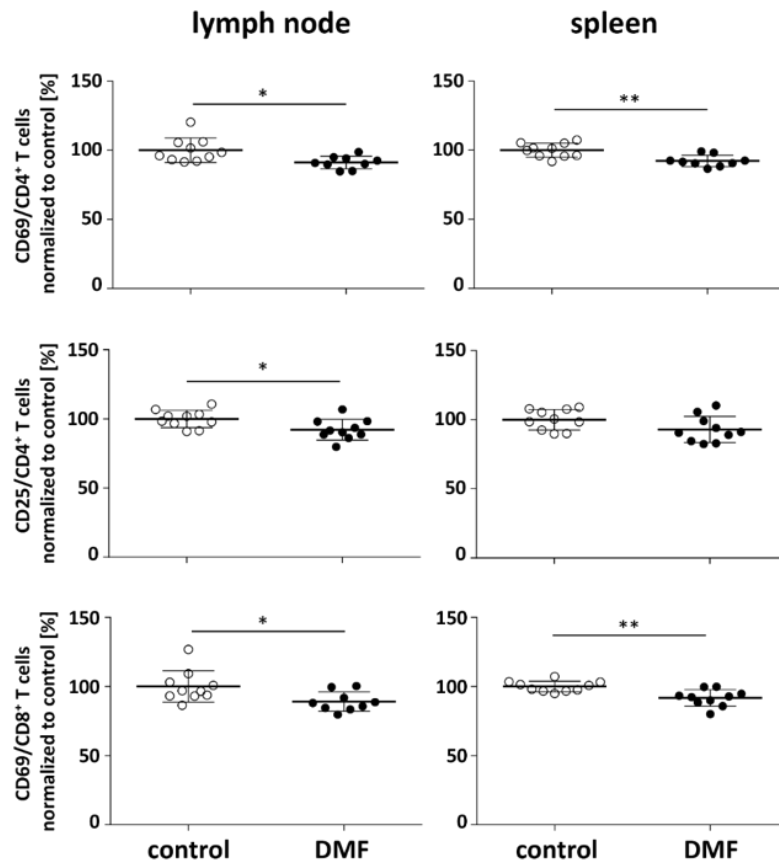 lymph node
spleen
CD69/CD4⁺ T cells
normalized to control [%]
150
100
50
0
*
150
100
50
0
**
CD25/CD4⁺ T cells
normalized to control [%]
150
100
50
0
*
150
100
50
0
CD69/CD8⁺ T cells
normalized to control [%]
150
100
50
0
*
150
100
50
0
**
control
DMF
control
DMF